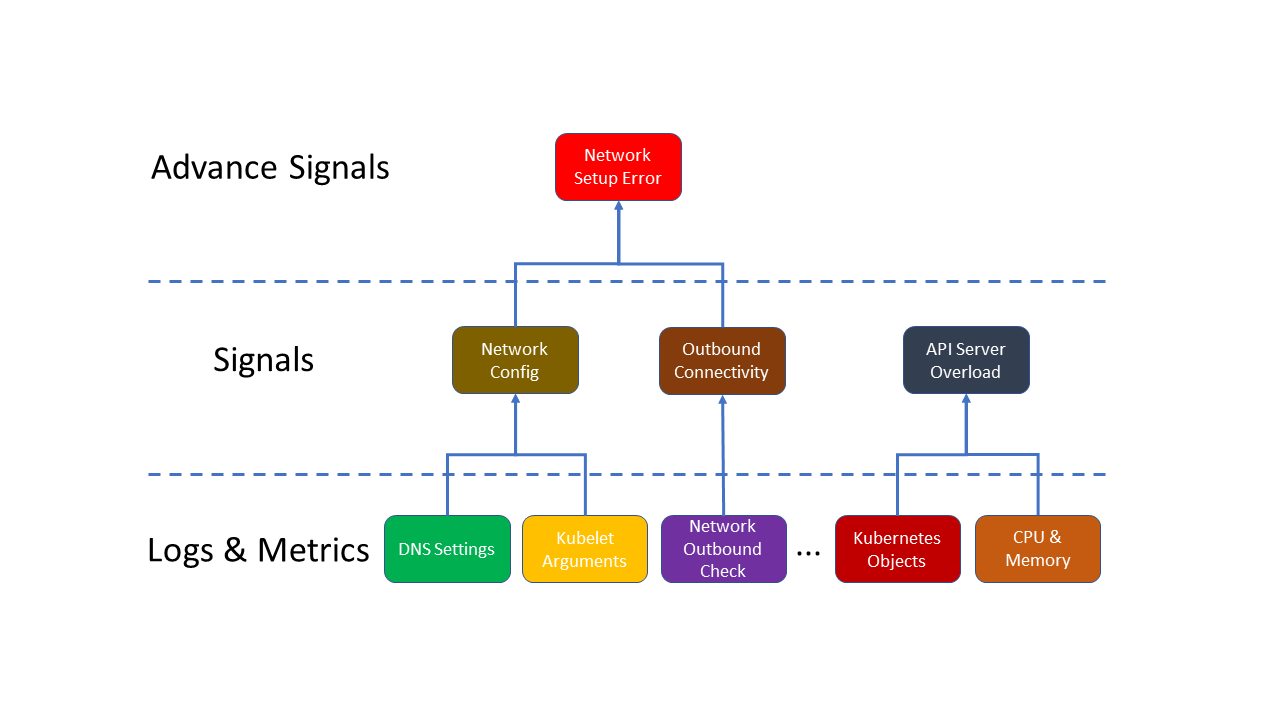 Advance Signals
Network
Setup Error
Signals
Network
Config
Outbound
Connectivity
API Server
Overload
Logs & Metrics
DNS Settings
Kubelet
Arguments
Network
Outbound
Check
...
Kubernetes
Objects
CPU &
Memory